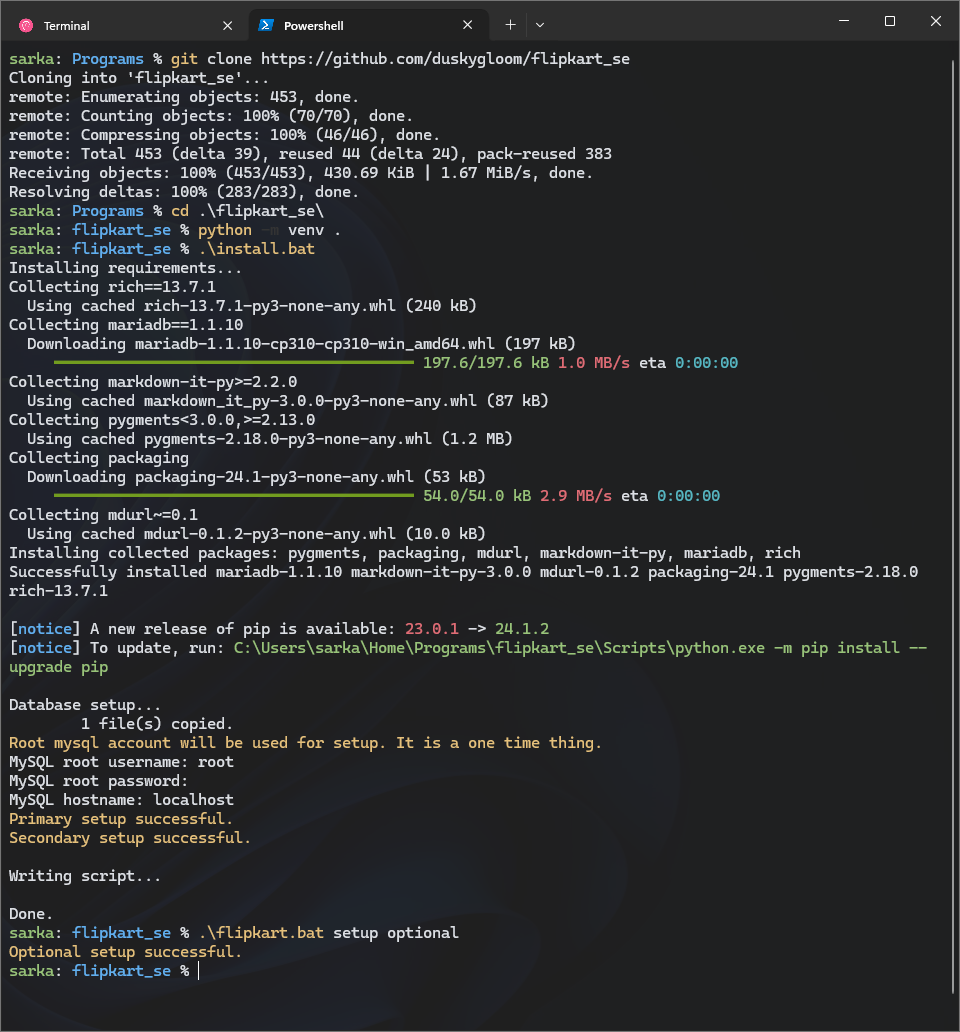 Terminal
Powershell
sarka: Programs % git clone https://github.com/duskygloom/flipkart_se
Cloning into 'flipkart_se'...
remote: Enumerating objects: 453, done.
remote: Counting objects: 100% (70/70), done.
remote: Compressing objects: 100% (46/46), done.
remote: Total 453 (delta 39), reused 44 (delta 24), pack-reused 383
Receiving objects: 100% (453/453), 430.69 KiB | 1.67 MiB/s, done.
Resolving deltas: 100% (283/283), done.
sarka: Programs % cd .\flipkart_se\
sarka: flipkart_se % python -m venv .
sarka: flipkart_se % .\install.bat
Installing requirements...
Collecting rich==13.7.1
  Using cached rich-13.7.1-py3-none-any.whl (240 kB)
Collecting mariadb==1.1.10
  Downloading mariadb-1.1.10-cp310-cp310-win_amd64.whl (197 kB)
197.6/197.6 kB 1.0 MB/s eta 0:00:00
Collecting markdown-it-py>=2.2.0
  Using cached markdown_it_py-3.0.0-py3-none-any.whl (87 kB)
Collecting pygments<3.0.0,>=2.13.0
  Using cached pygments-2.18.0-py3-none-any.whl (1.2 MB)
Collecting packaging
  Downloading packaging-24.1-py3-none-any.whl (53 kB)
54.0/54.0 kB 2.9 MB/s eta 0:00:00
Collecting mdurl~=0.1
  Using cached mdurl-0.1.2-py3-none-any.whl (10.0 kB)
Installing collected packages: pygments, packaging, mdurl, markdown-it-py, mariadb, rich
Successfully installed mariadb-1.1.10 markdown-it-py-3.0.0 mdurl-0.1.2 packaging-24.1 pygments-2.18.0
rich-13.7.1
[notice] A new release of pip is available: 23.0.1 -> 24.1.2
[notice] To update, run: C:\Users\sarka\Home\Programs\flipkart_se\Scripts\python.exe -m pip install --
upgrade pip
Database setup...
        1 file(s) copied.
Root mysql account will be used for setup. It is a one time thing.
MySQL root username: root
MySQL root password:
MySQL hostname: localhost
Primary setup successful.
Secondary setup successful.
Writing script...
Done.
sarka: flipkart_se % .\flipkart.bat setup optional
Optional setup successful.
sarka: flipkart_se %